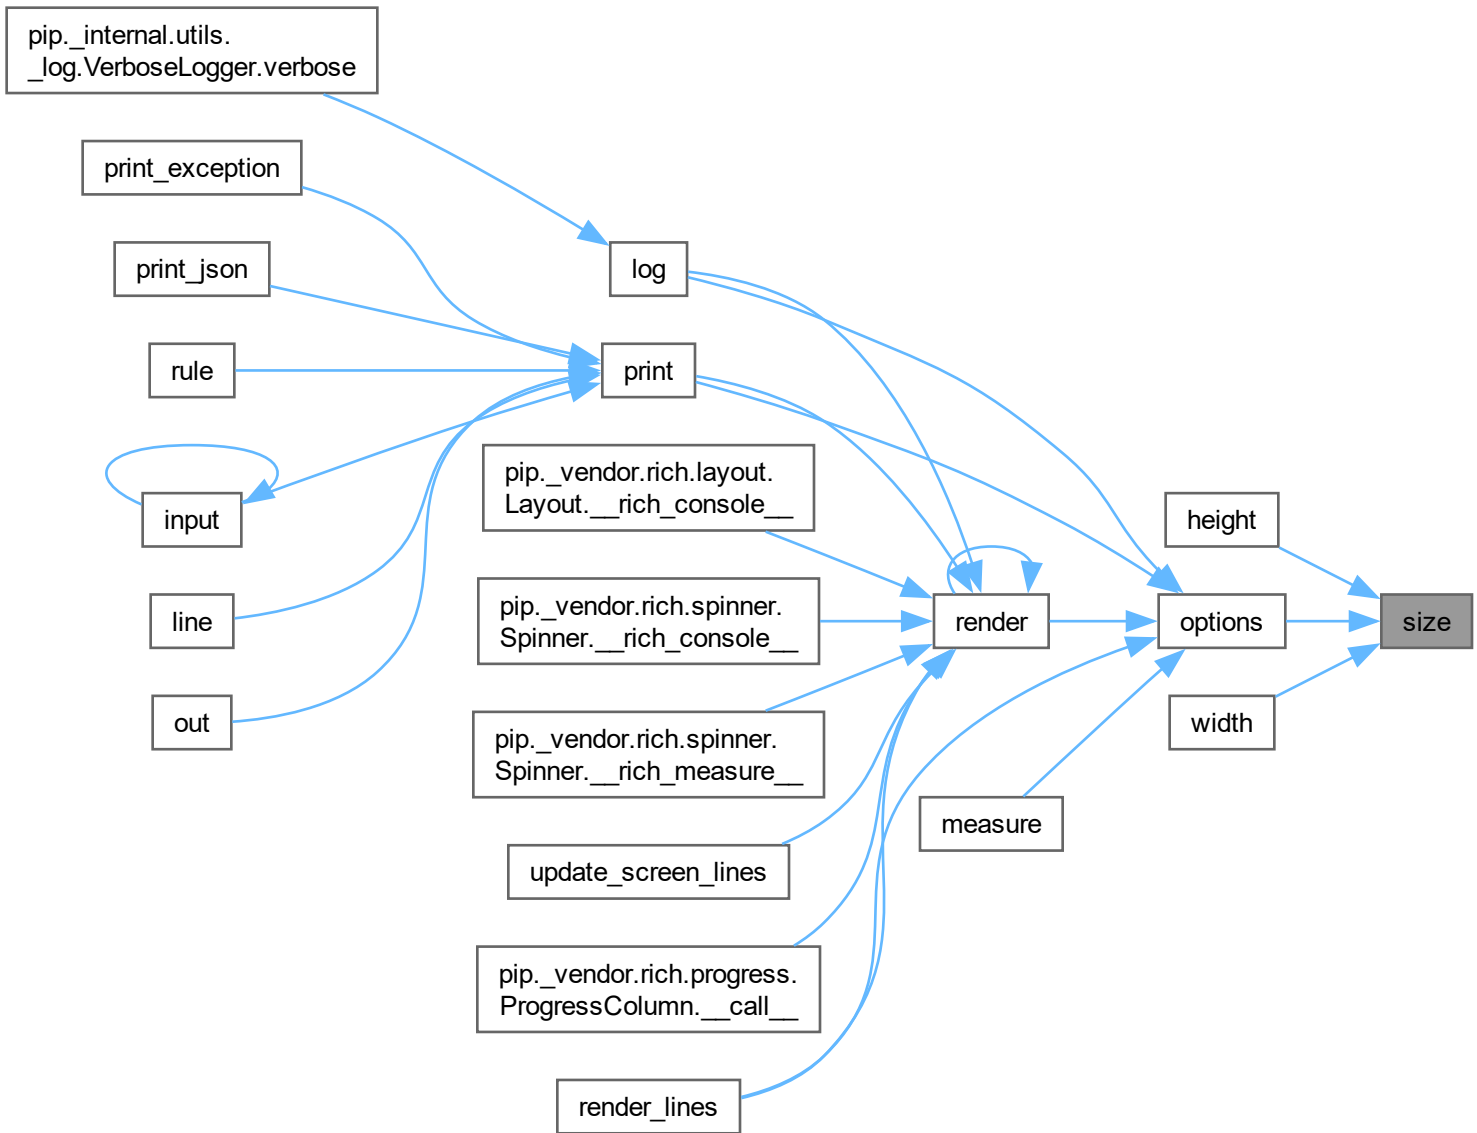 pip._internal.utils.
_log.VerboseLogger.verbose
print_exception
print_json
rule
input
line
out
log
print
pip._vendor.rich.layout.
Layout.__rich_console__
pip._vendor.rich.spinner.
Spinner.__rich_console__
pip._vendor.rich.spinner.
Spinner.__rich_measure__
update_screen_lines
pip._vendor.rich.progress.
ProgressColumn.__call__
render_lines
render
measure
height
options
width
size